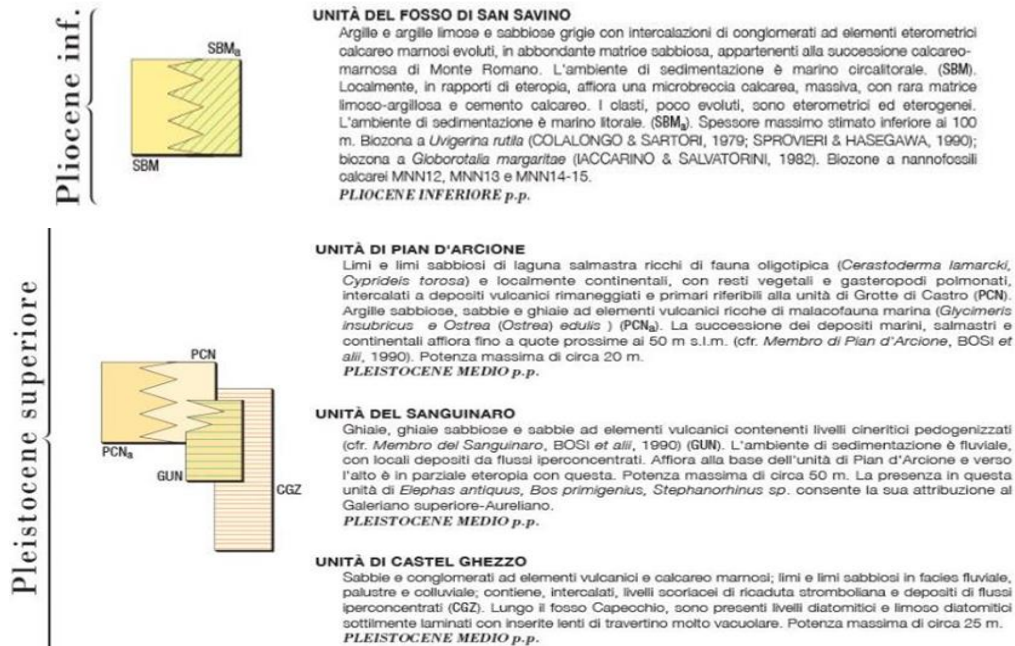 Pliocene inf.
SBMa
SBM
UNITÀ DEL FOSSO DI SAN SAVINO
Argille e argille limose e sabbiose grigie con intercalazioni di conglomerati ad elementi eterometrici
calcareo marnosi evoluti, in abbondante matrice sabbiosa, appartenenti alla successione calcareo-
marnosa di Monte Romano. L'ambiente di sedimentazione è marino circalitorale. (SBM).
Localmente, in rapporti di eteropia, affiora una microbreccia calcarea, massiva, con rara matrice
limoso-argillosa e cemento calcareo. I clasti, poco evoluti, sono eterometrici ed eterogenei.
L'ambiente di sedimentazione è marino litorale. (SBMa). Spessore massimo stimato inferiore ai 100
m. Biozona a Uvigerina rutila (COLALONGO & SARTORI, 1979; SPROVIERI & HASEGAWA, 1990);
biozona a Globorotalia margaritae (IACCARINO & SALVATORINI, 1982). Biozone a nannofossili
calcarei MNN12, MNN13 e MNN14-15.
PLIOCENE INFERIORE p.p.
Pleistocene superiore
PCN
PCNa
GUN
CGZ
UNITÀ DI PIAN D'ARCIONE
Limi e limi sabbiosi di laguna salmastra ricchi di fauna oligotipica (Cerastoderma lamarcki,
Cyprideis torosa) e localmente continentali, con resti vegetali e gasteropodi polmonati,
intercalati a depositi vulcanici rimaneggiati e primari riferibili alla unità di Grotte di Castro (PCN).
Argille sabbiose, sabbie e ghiaie ad elementi vulcanici ricche di malacofauna marina (Glycimeris
insubricus e Ostrea (Ostrea) edulis ) (PCNa). La successione dei depositi marini, salmastri e
continentali affiora fino a quote prossime ai 50 m s.l.m. (cfr. Membro di Pian d'Arcione, BOSI et
alii, 1990). Potenza massima di circa 20 m.
PLEISTOCENE MEDIO p.p.
UNITÀ DEL SANGUINARO
Ghiaie, ghiaie sabbiose e sabbie ad elementi vulcanici contenenti livelli cineritici pedogenizzati
(cfr. Membro del Sanguinaro, BOSI et alii, 1990) (GUN). L'ambiente di sedimentazione è fluviale,
con locali depositi da flussi iperconcentrati. Affiora alla base dell'unità di Pian d'Arcione e verso
l'alto è in parziale eteropia con questa. Potenza massima di circa 50 m. La presenza in questa
unità di Elephas antiquus, Bos primigenius, Stephanorhinus sp. consente la sua attribuzione al
Galeriano superiore-Aureliano.
PLEISTOCENE MEDIO p.p.
UNITÀ DI CASTEL GHEZZO
Sabbie e conglomerati ad elementi vulcanici e calcareo marnosi; limi e limi sabbiosi in facies fluviale,
palustre e colluviale; contiene, intercalati, livelli scoriacei di ricaduta stromboliana e depositi di flussi
iperconcentrati (CGZ). Lungo il fosso Capecchio, sono presenti livelli diatomitici e limoso diatomitici
sottilmente laminati con inserite lenti di travertino molto vacuolare. Potenza massima di circa 25 m.
PLEISTOCENE MEDIO p.p.